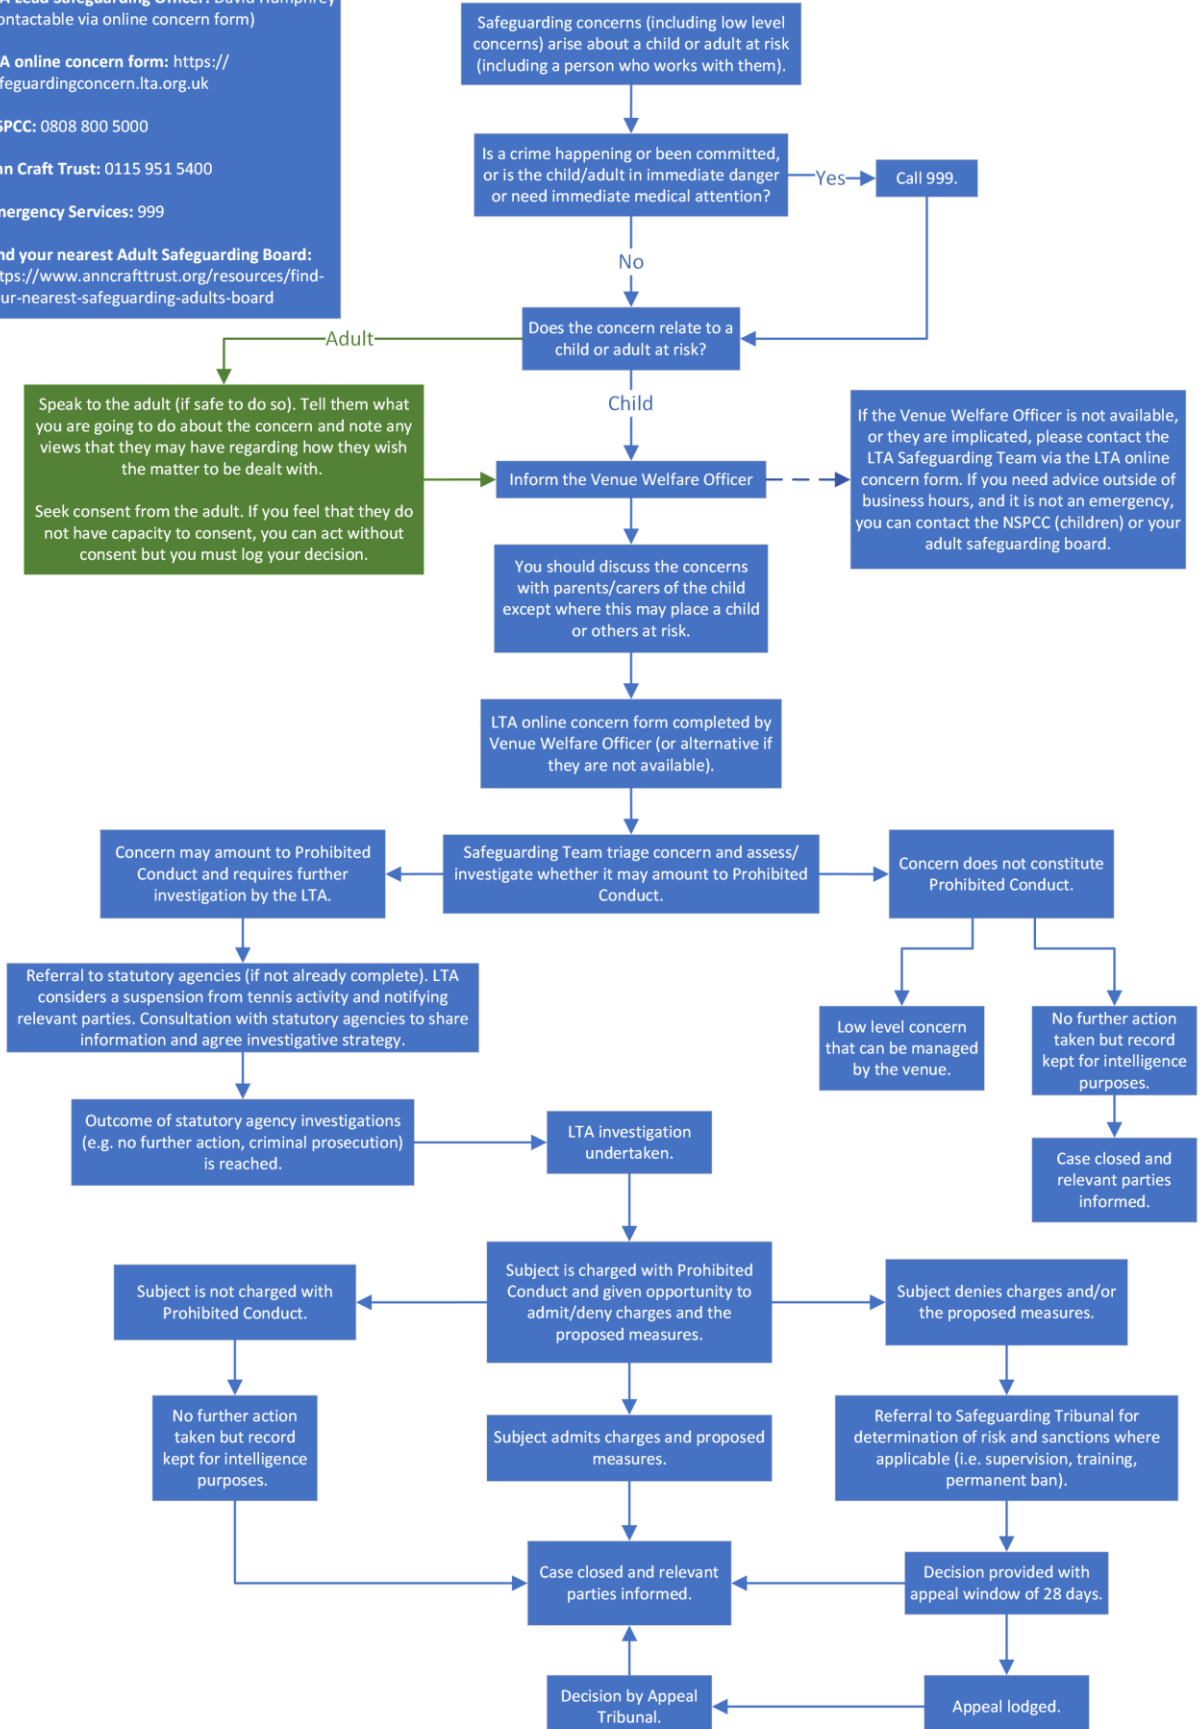 Lead Safeguarding Officer: David Humphrey
contactable via online concern form)
online concern form: https://
feguardingconcern.lta.org.uk
SPCC: 0808 800 5000
nn Craft Trust: 0115 951 5400
mergency Services: 999
nd your nearest Adult Safeguarding Board:
tps://www.anncrafttrust.org/resources/find-
ur-nearest-safeguarding-adults-board
Safeguarding concerns (including low level
concerns) arise about a child or adult at risk
(including a person who works with them).
Is a crime happening or been committed,
or is the child/adult in immediate danger
or need immediate medical attention?
Yes
Call 999.
No
Does the concern relate to a
child or adult at risk?
Adult
Child
Speak to the adult (if safe to do so). Tell them what
you are going to do about the concern and note any
views that they may have regarding how they wish
the matter to be dealt with.
Seek consent from the adult. If you feel that they do
not have capacity to consent, you can act without
consent but you must log your decision.
Inform the Venue Welfare Officer
If the Venue Welfare Officer is not available,
or they are implicated, please contact the
LTA Safeguarding Team via the LTA online
concern form. If you need advice outside of
business hours, and it is not an emergency,
you can contact the NSPCC (children) or your
adult safeguarding board.
You should discuss the concerns
with parents/carers of the child
except where this may place a child
or others at risk.
LTA online concern form completed by
Venue Welfare Officer (or alternative if
they are not available).
Safeguarding Team triage concern and assess/
investigate whether it may amount to Prohibited
Conduct.
Concern may amount to Prohibited
Conduct and requires further
investigation by the LTA.
Concern does not constitute
Prohibited Conduct.
Referral to statutory agencies (if not already complete). LTA
considers a suspension from tennis activity and notifying
relevant parties. Consultation with statutory agencies to share
information and agree investigative strategy.
Low level concern
that can be managed
by the venue.
No further action
taken but record
kept for intelligence
purposes.
Outcome of statutory agency investigations
(e.g. no further action, criminal prosecution)
is reached.
LTA investigation
undertaken.
Case closed and
relevant parties
informed.
Subject is not charged with
Prohibited Conduct.
Subject is charged with Prohibited
Conduct and given opportunity to
admit/deny charges and the
proposed measures.
Subject denies charges and/or
the proposed measures.
No further action
taken but record
kept for intelligence
purposes.
Subject admits charges and proposed
measures.
Referral to Safeguarding Tribunal for
determination of risk and sanctions where
applicable (i.e. supervision, training,
permanent ban).
Case closed and relevant
parties informed.
Decision provided with
appeal window of 28 days.
Decision by Appeal
Tribunal.
Appeal lodged.